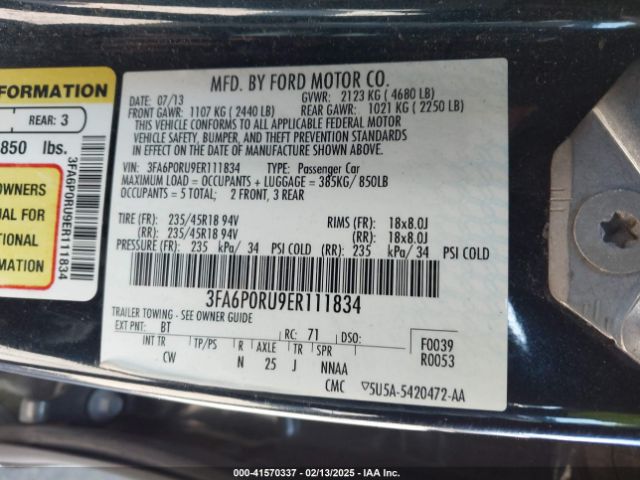 FORMATION
REAR: 3
850 lbs.
OWNERS
UAL FOR
TIONAL
ORMATION
3FA6P0RU9ER111834
MFD. BY FORD MOTOR CO.
DATE: 07/13 GVWR: 2123 KG ( 4680 LB)
FRONT GAWR: 1107 KG ( 2440 LB) REAR GAWR: 1021 KG ( 2250 LB)
THIS VEHICLE CONFORMS TO ALL APPLICABLE FEDERAL MOTOR
VEHICLE SAFETY, BUMPER, AND THEFT PREVENTION STANDARDS
IN EFFECT ON THE DATE OF MANUFACTURE SHOWN ABOVE.
VIN: 3FA6P0RU9ER111834 TYPE: Passenger Car
MAXIMUM LOAD = OCCUPANTS + LUGGAGE = 385KG/ 850LB
OCCUPANTS = 5 TOTAL; 2 FRONT, 3 REAR
TIRE (FR): 235/45R18 94V RIMS (FR): 18x8.0J
(RR): 235/45R18 94V (RR): 18x8.0J
PRESSURE (FR): 235 kPa/ 34 PSI COLD (RR): 235 kPa/ 34 PSI COLD
3FA6P0RU9ER111834
TRAILER TOWING - SEE OWNER GUIDE
EXT PNT: BT RC: 71 DSO: F0039
INT TR TP/PS R AXLE TR SPR R0053
CW N 25 J NNAA
CMC 5U5A-5420472-AA
00-41570337 - 02/13/2025 - IAA Inc.